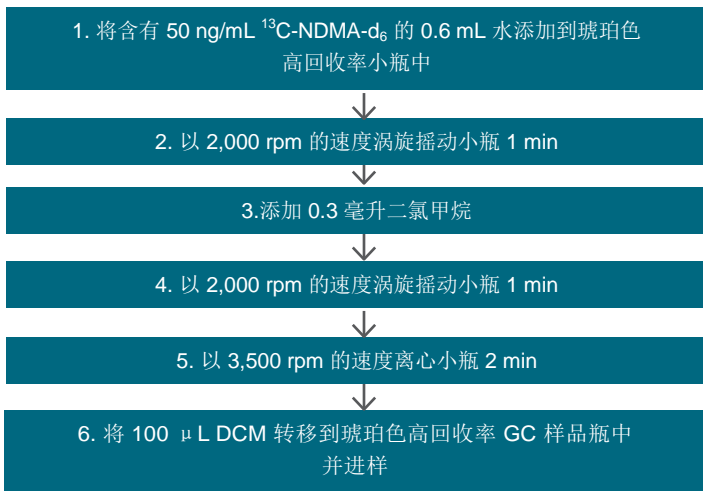 1. 将含有 50 ng/mL ¹³C-NDMA-d₆ 的 0.6 mL 水添加到琥珀色
高回收率小瓶中
2. 以 2,000 rpm 的速度涡旋摇动小瓶 1 min
3.添加 0.3 毫升二氯甲烷
4. 以 2,000 rpm 的速度涡旋摇动小瓶 1 min
5. 以 3,500 rpm 的速度离心小瓶 2 min
6. 将 100 μL DCM 转移到琥珀色高回收率 GC 样品瓶中
并进样